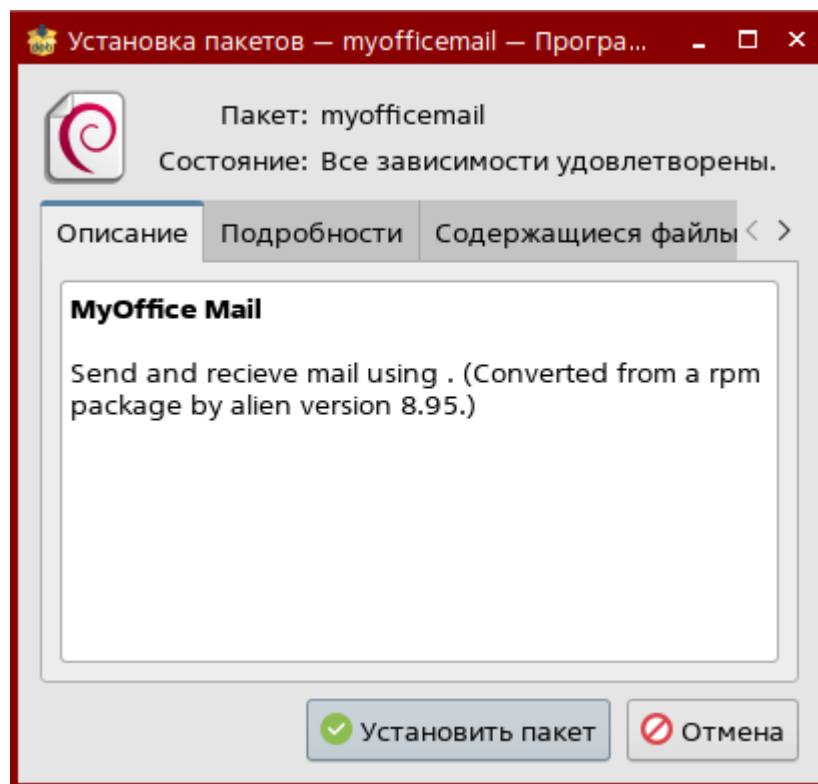 Установка пакетов — myofficemail — Програ...
Пакет: myofficemail
Состояние: Все зависимости удовлетворены.
Описание Подробности Содержащиеся файлы
MyOffice Mail
Send and recieve mail using . (Converted from a rpm
package by alien version 8.95.)
Установить пакет Отмена